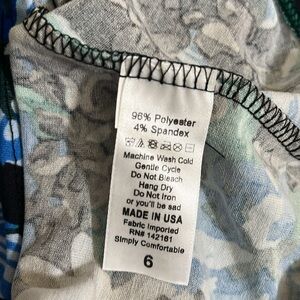 96% Polyester
4% Spandex
Machine Wash Cold
Gentle Cycle
Do Not Bleach
Hang Dry
Do Not Iron
or you'll be sad
MADE IN USA
Fabric Imported
RN# 142181
Simply Comfortable
6